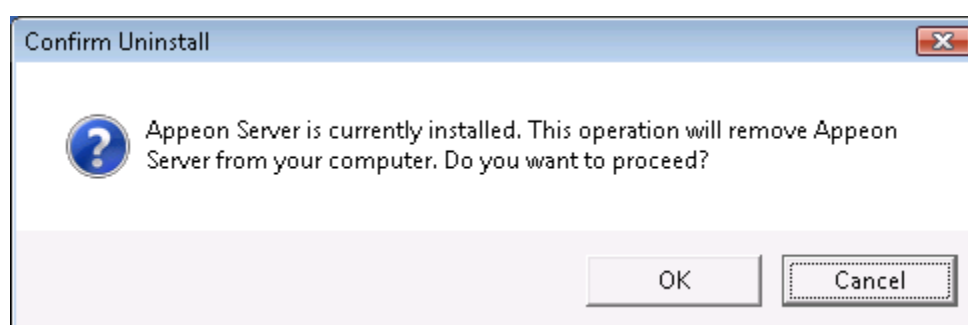 Confirm Uninstall
Appeon Server is currently installed. This operation will remove Appeon
Server from your computer. Do you want to proceed?
OK
Cancel